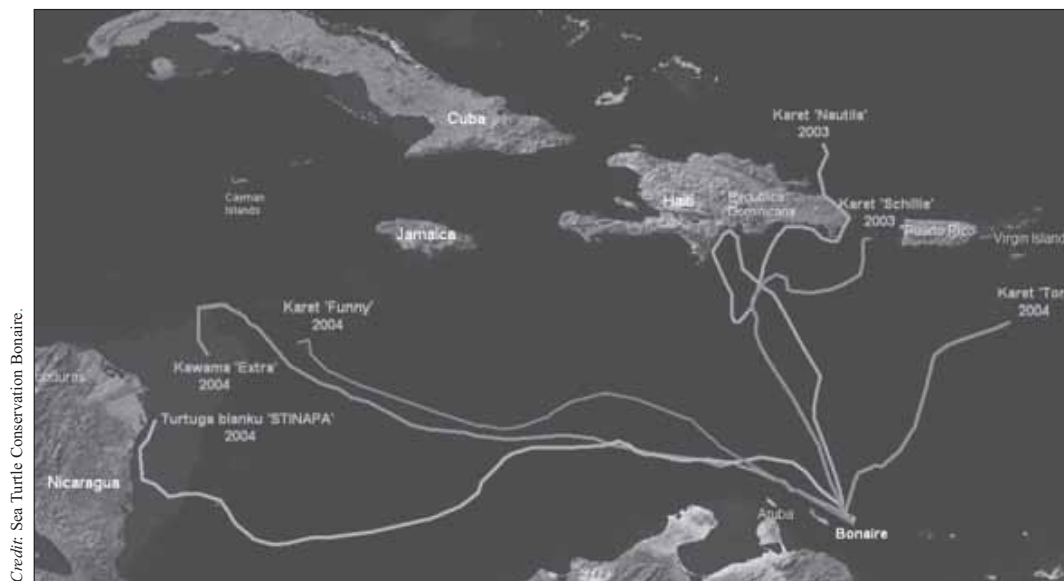 Credit: Sea Turtle Conservation Bonaire.
Cuba
Karet 'Nautila'
2003
Cayman
Islands
Haiti
Republica
Dominicana
Karet 'Schillie'
2003
Jamaica
Puerto Rico
Virgin Island
Karet 'Funny'
2004
Karet 'Tor
2004
Kawama 'Extra'
2004
Turtuga blanku 'STINAPA'
2004
Nicaragua
Aruba
Bonaire